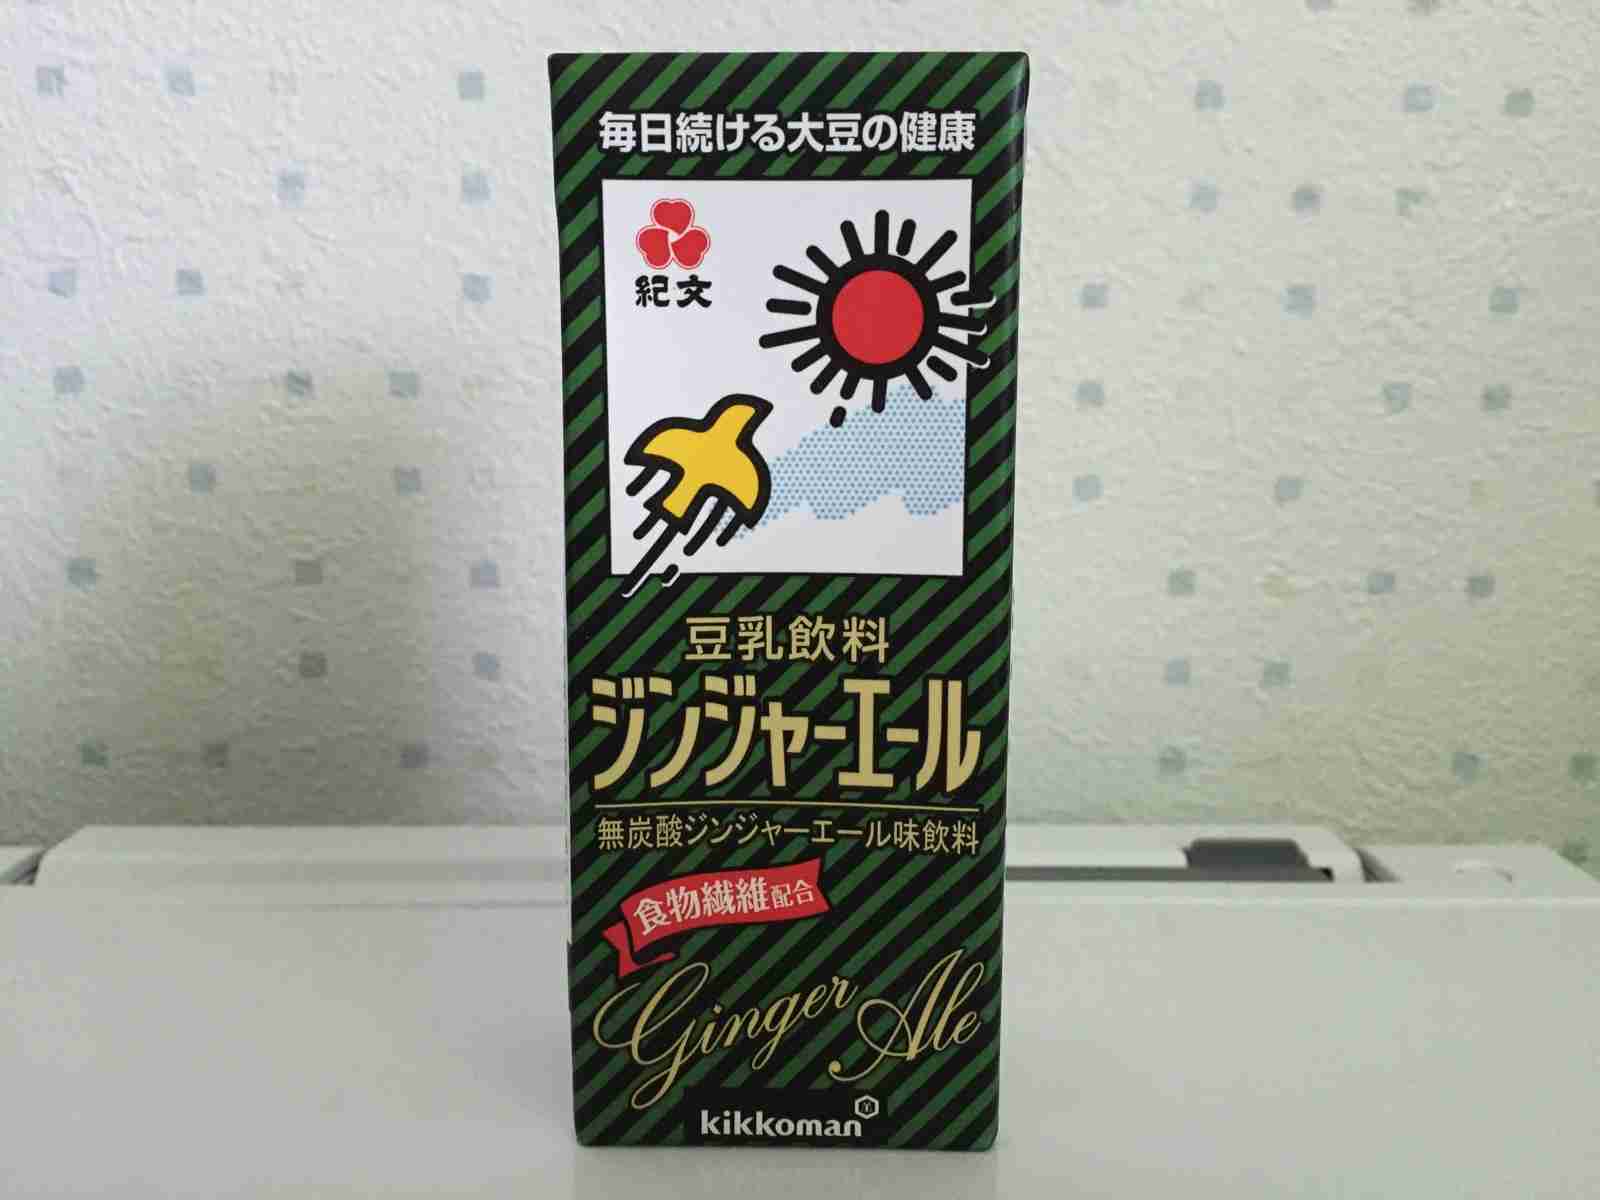 毎日続ける大豆の健康
紀文
豆乳飲料
ジンジャーエール
無炭酸ジンジャーエール味飲料
食物繊維配合
Ginger Ale
kikkoman